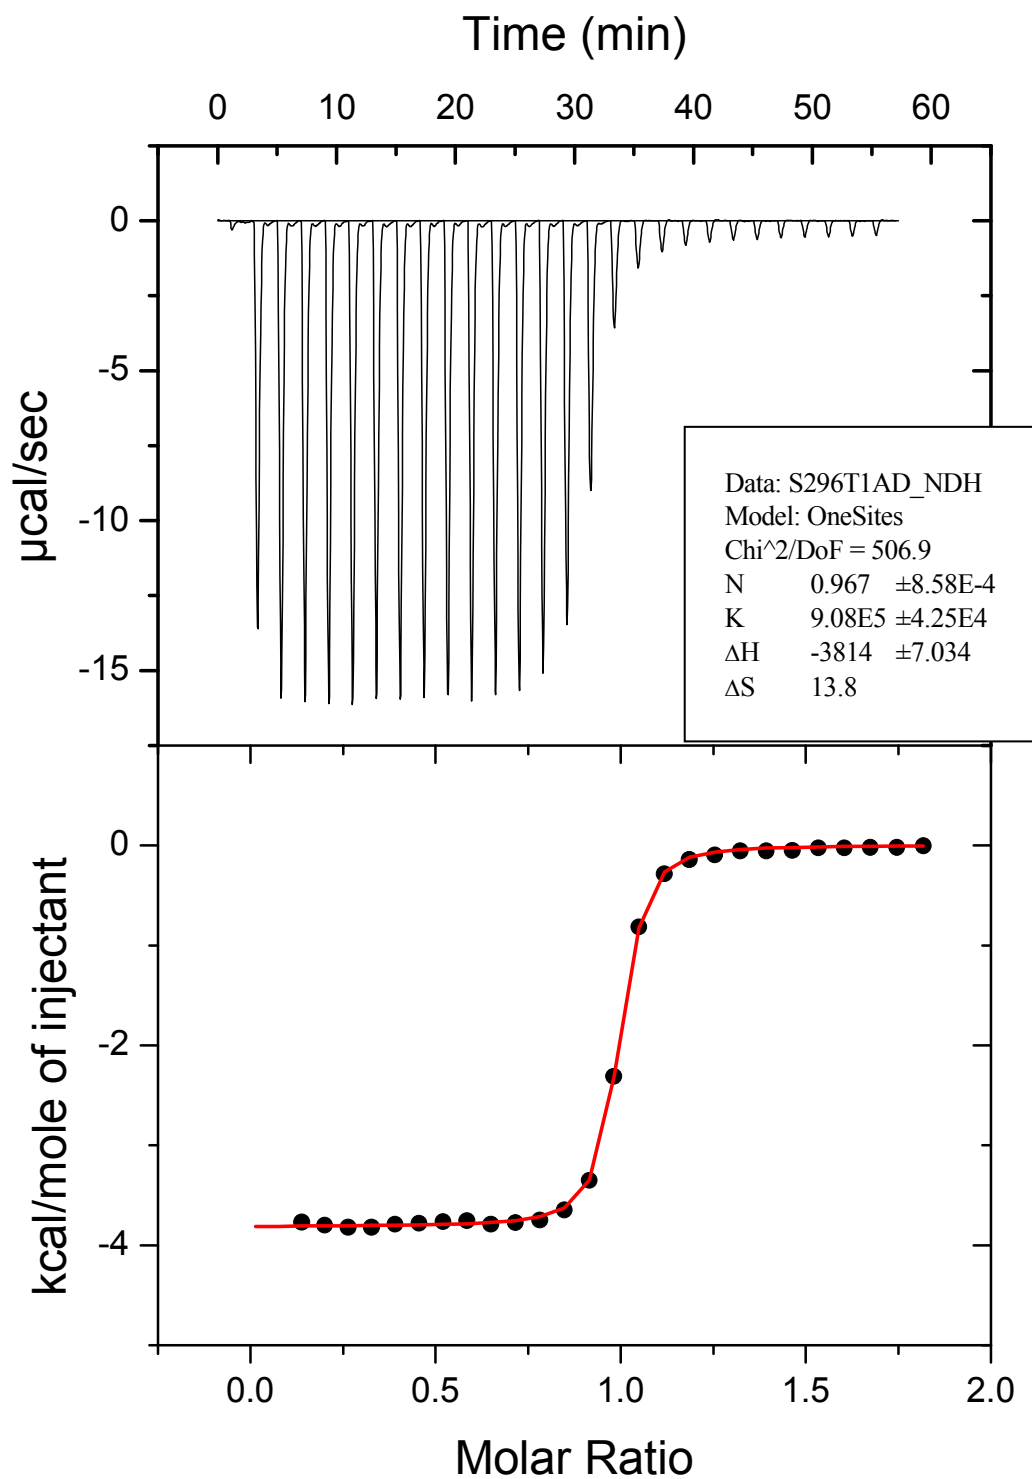 Time (min)
0 10 20 30 40 50 60
0
-5
-10
-15
µcal/sec
Data: S296T1AD_NDH
Model: OneSites
Chi^2/DoF = 506.9
N 0.967 ±8.58E-4
K 9.08E5 ±4.25E4
ΔH -3814 ±7.034
ΔS 13.8
0
-2
-4
kcal/mole of injectant
0.0 0.5 1.0 1.5 2.0
Molar Ratio